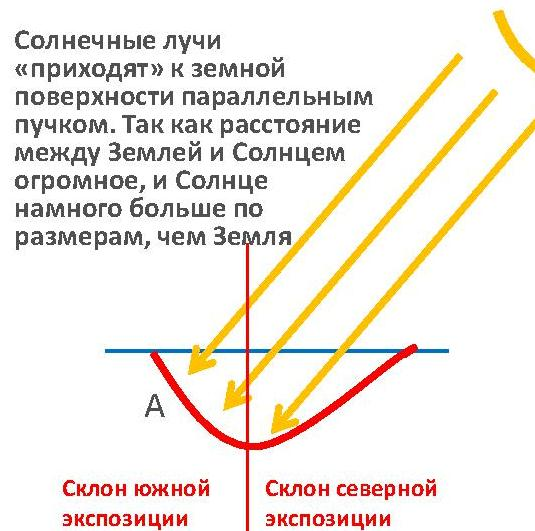 Солнечные лучи
«приходят» к земной
поверхности параллельным
пучком. Так как расстояние
между Землей и Солнцем
огромное, и Солнце
намного больше по
размерам, чем Земля
А
Склон южной
экспозиции
Склон северной
экспозиции